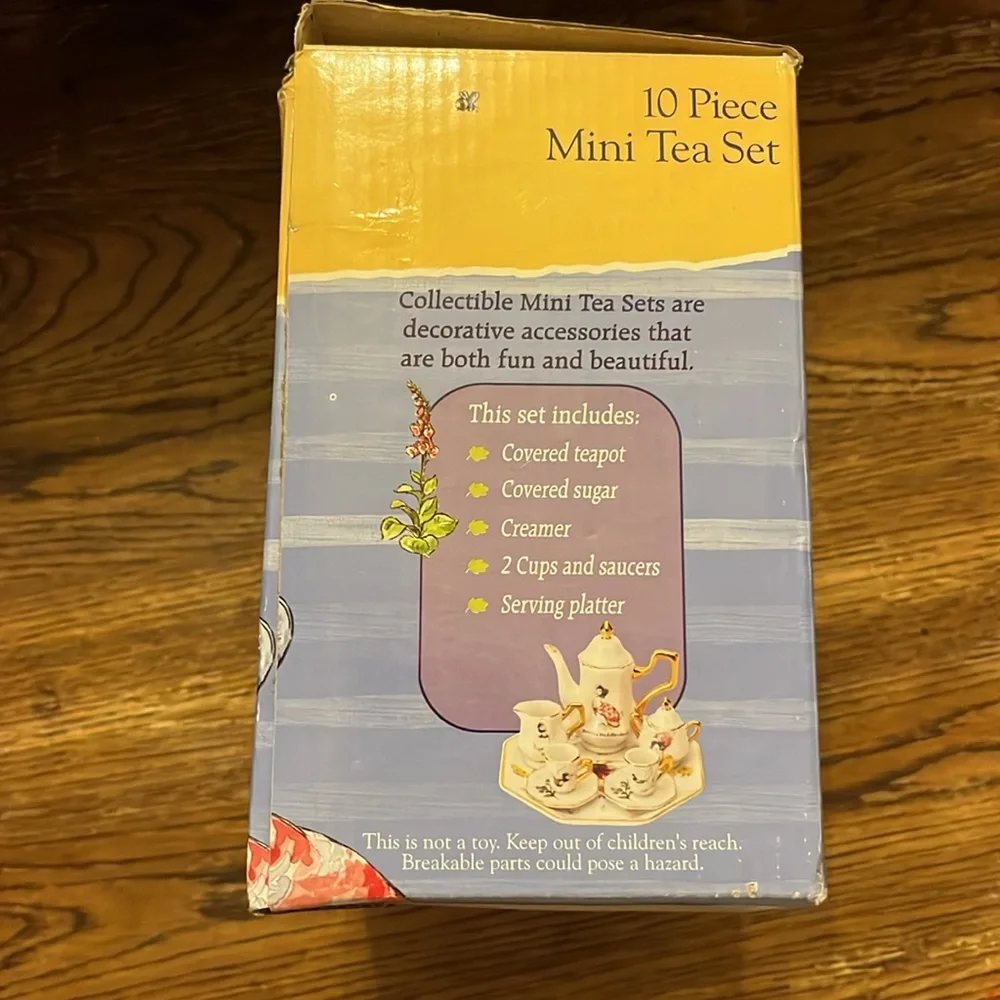 10 Piece
Mini Tea Set
Collectible Mini Tea Sets are
decorative accessories that
are both fun and beautiful.
This set includes:
Covered teapot
Covered sugar
Creamer
2 Cups and saucers
Serving platter
This is not a toy. Keep out of children's reach.
Breakable parts could pose a hazard.